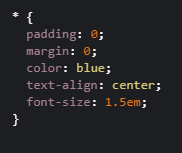 * {
padding: 0;
margin: 0;
color: blue;
text-align: center;
font-size: 1.5em;
}